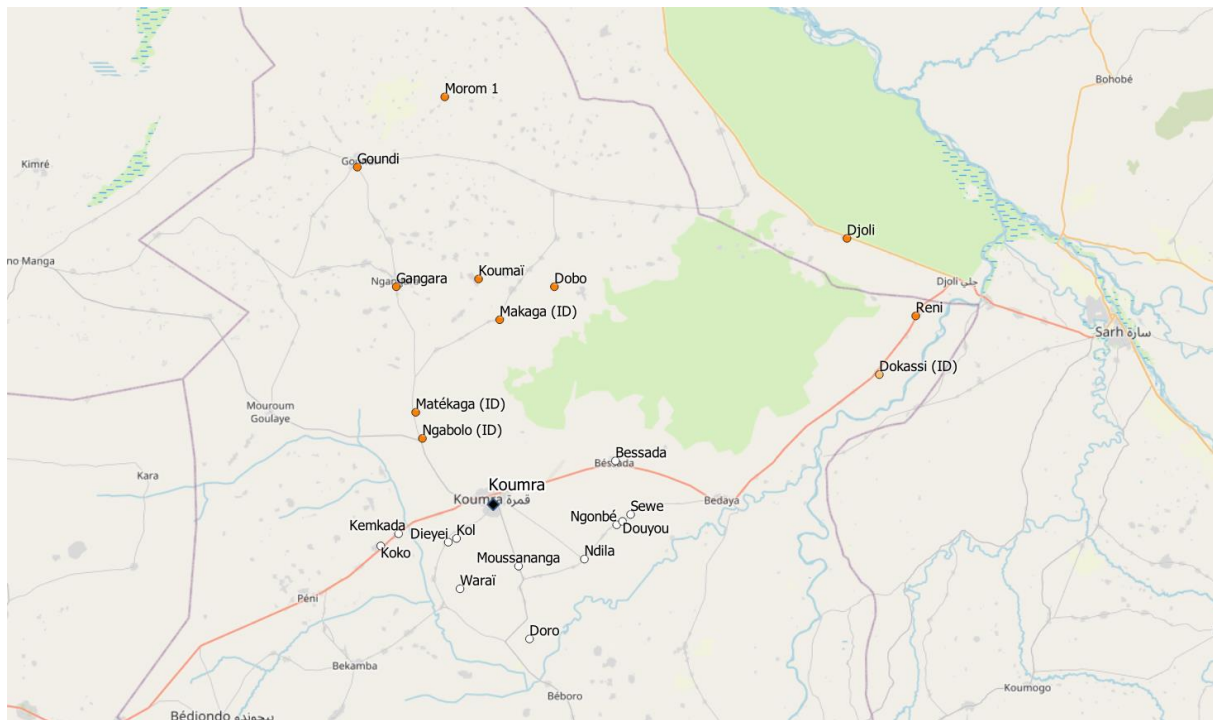 Bohobé
Morom 1
Kimré
Goundi
Djoli
no Manga
Koumaï
Gangara
Dobo
Djoli جلي
Makaga (ID)
Reni
Sarh سارة
Dokassi (ID)
Mouroum
Goulaye
Matékaga (ID)
Ngabolo (ID)
Bessada
Béssada
Kara
Koumra
Koumra قمرة
Bedaya
Sewe
Ngonbé
Douyou
Kemkada
Dieyei
Kol
Koko
Ndila
Moussananga
Waraï
Péni
Doro
Bekamba
Koumogo
Béboro